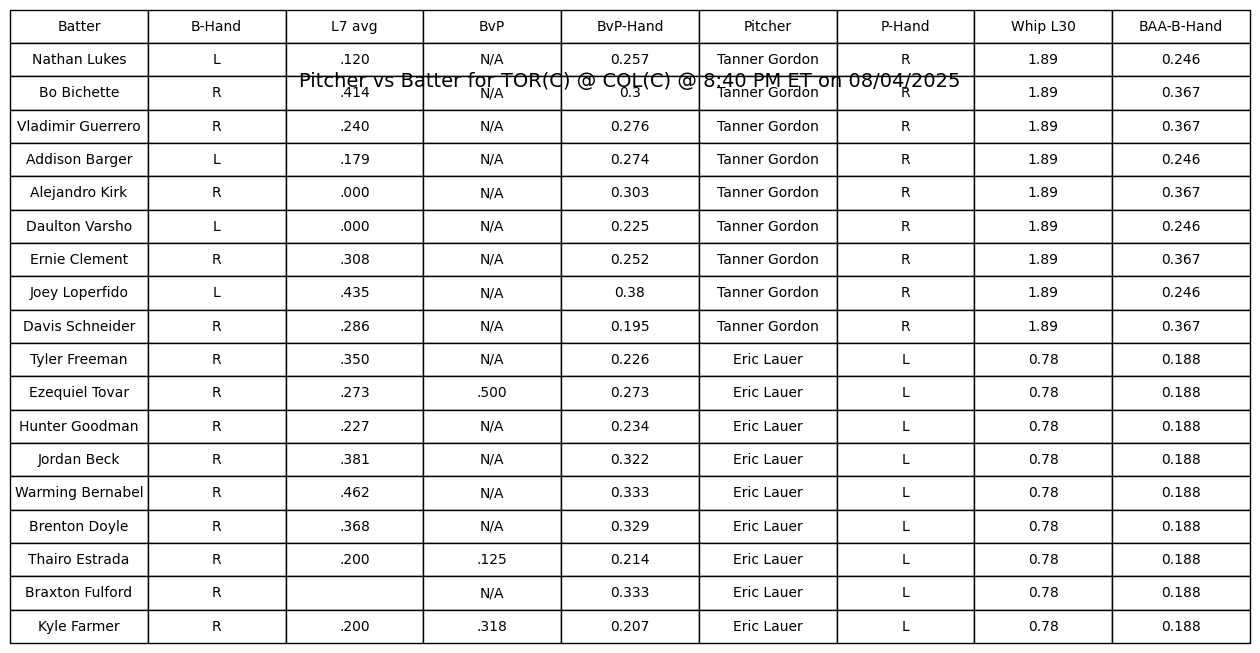 Batter B-Hand L7 avg BvP BvP-Hand Pitcher P-Hand Whip L30 BAA-B-Hand
Nathan Lukes L .120 N/A 0.257 Tanner Gordon R 1.89 0.246
Pitcher vs Batter for TOR(C) @ COL(C) @ 8:40 PM ET on 08/04/2025
Bo Bichette R .414 N/A 0.3 Tanner Gordon R 1.89 0.367
Vladimir Guerrero R .240 N/A 0.276 Tanner Gordon R 1.89 0.367
Addison Barger L .179 N/A 0.274 Tanner Gordon R 1.89 0.246
Alejandro Kirk R .000 N/A 0.303 Tanner Gordon R 1.89 0.367
Daulton Varsho L .000 N/A 0.225 Tanner Gordon R 1.89 0.246
Ernie Clement R .308 N/A 0.252 Tanner Gordon R 1.89 0.367
Joey Loperfido L .435 N/A 0.38 Tanner Gordon R 1.89 0.246
Davis Schneider R .286 N/A 0.195 Tanner Gordon R 1.89 0.367
Tyler Freeman R .350 N/A 0.226 Eric Lauer L 0.78 0.188
Ezequiel Tovar R .273 .500 0.273 Eric Lauer L 0.78 0.188
Hunter Goodman R .227 N/A 0.234 Eric Lauer L 0.78 0.188
Jordan Beck R .381 N/A 0.322 Eric Lauer L 0.78 0.188
Warming Bernabel R .462 N/A 0.333 Eric Lauer L 0.78 0.188
Brenton Doyle R .368 N/A 0.329 Eric Lauer L 0.78 0.188
Thairo Estrada R .200 .125 0.214 Eric Lauer L 0.78 0.188
Braxton Fulford R N/A 0.333 Eric Lauer L 0.78 0.188
Kyle Farmer R .200 .318 0.207 Eric Lauer L 0.78 0.188